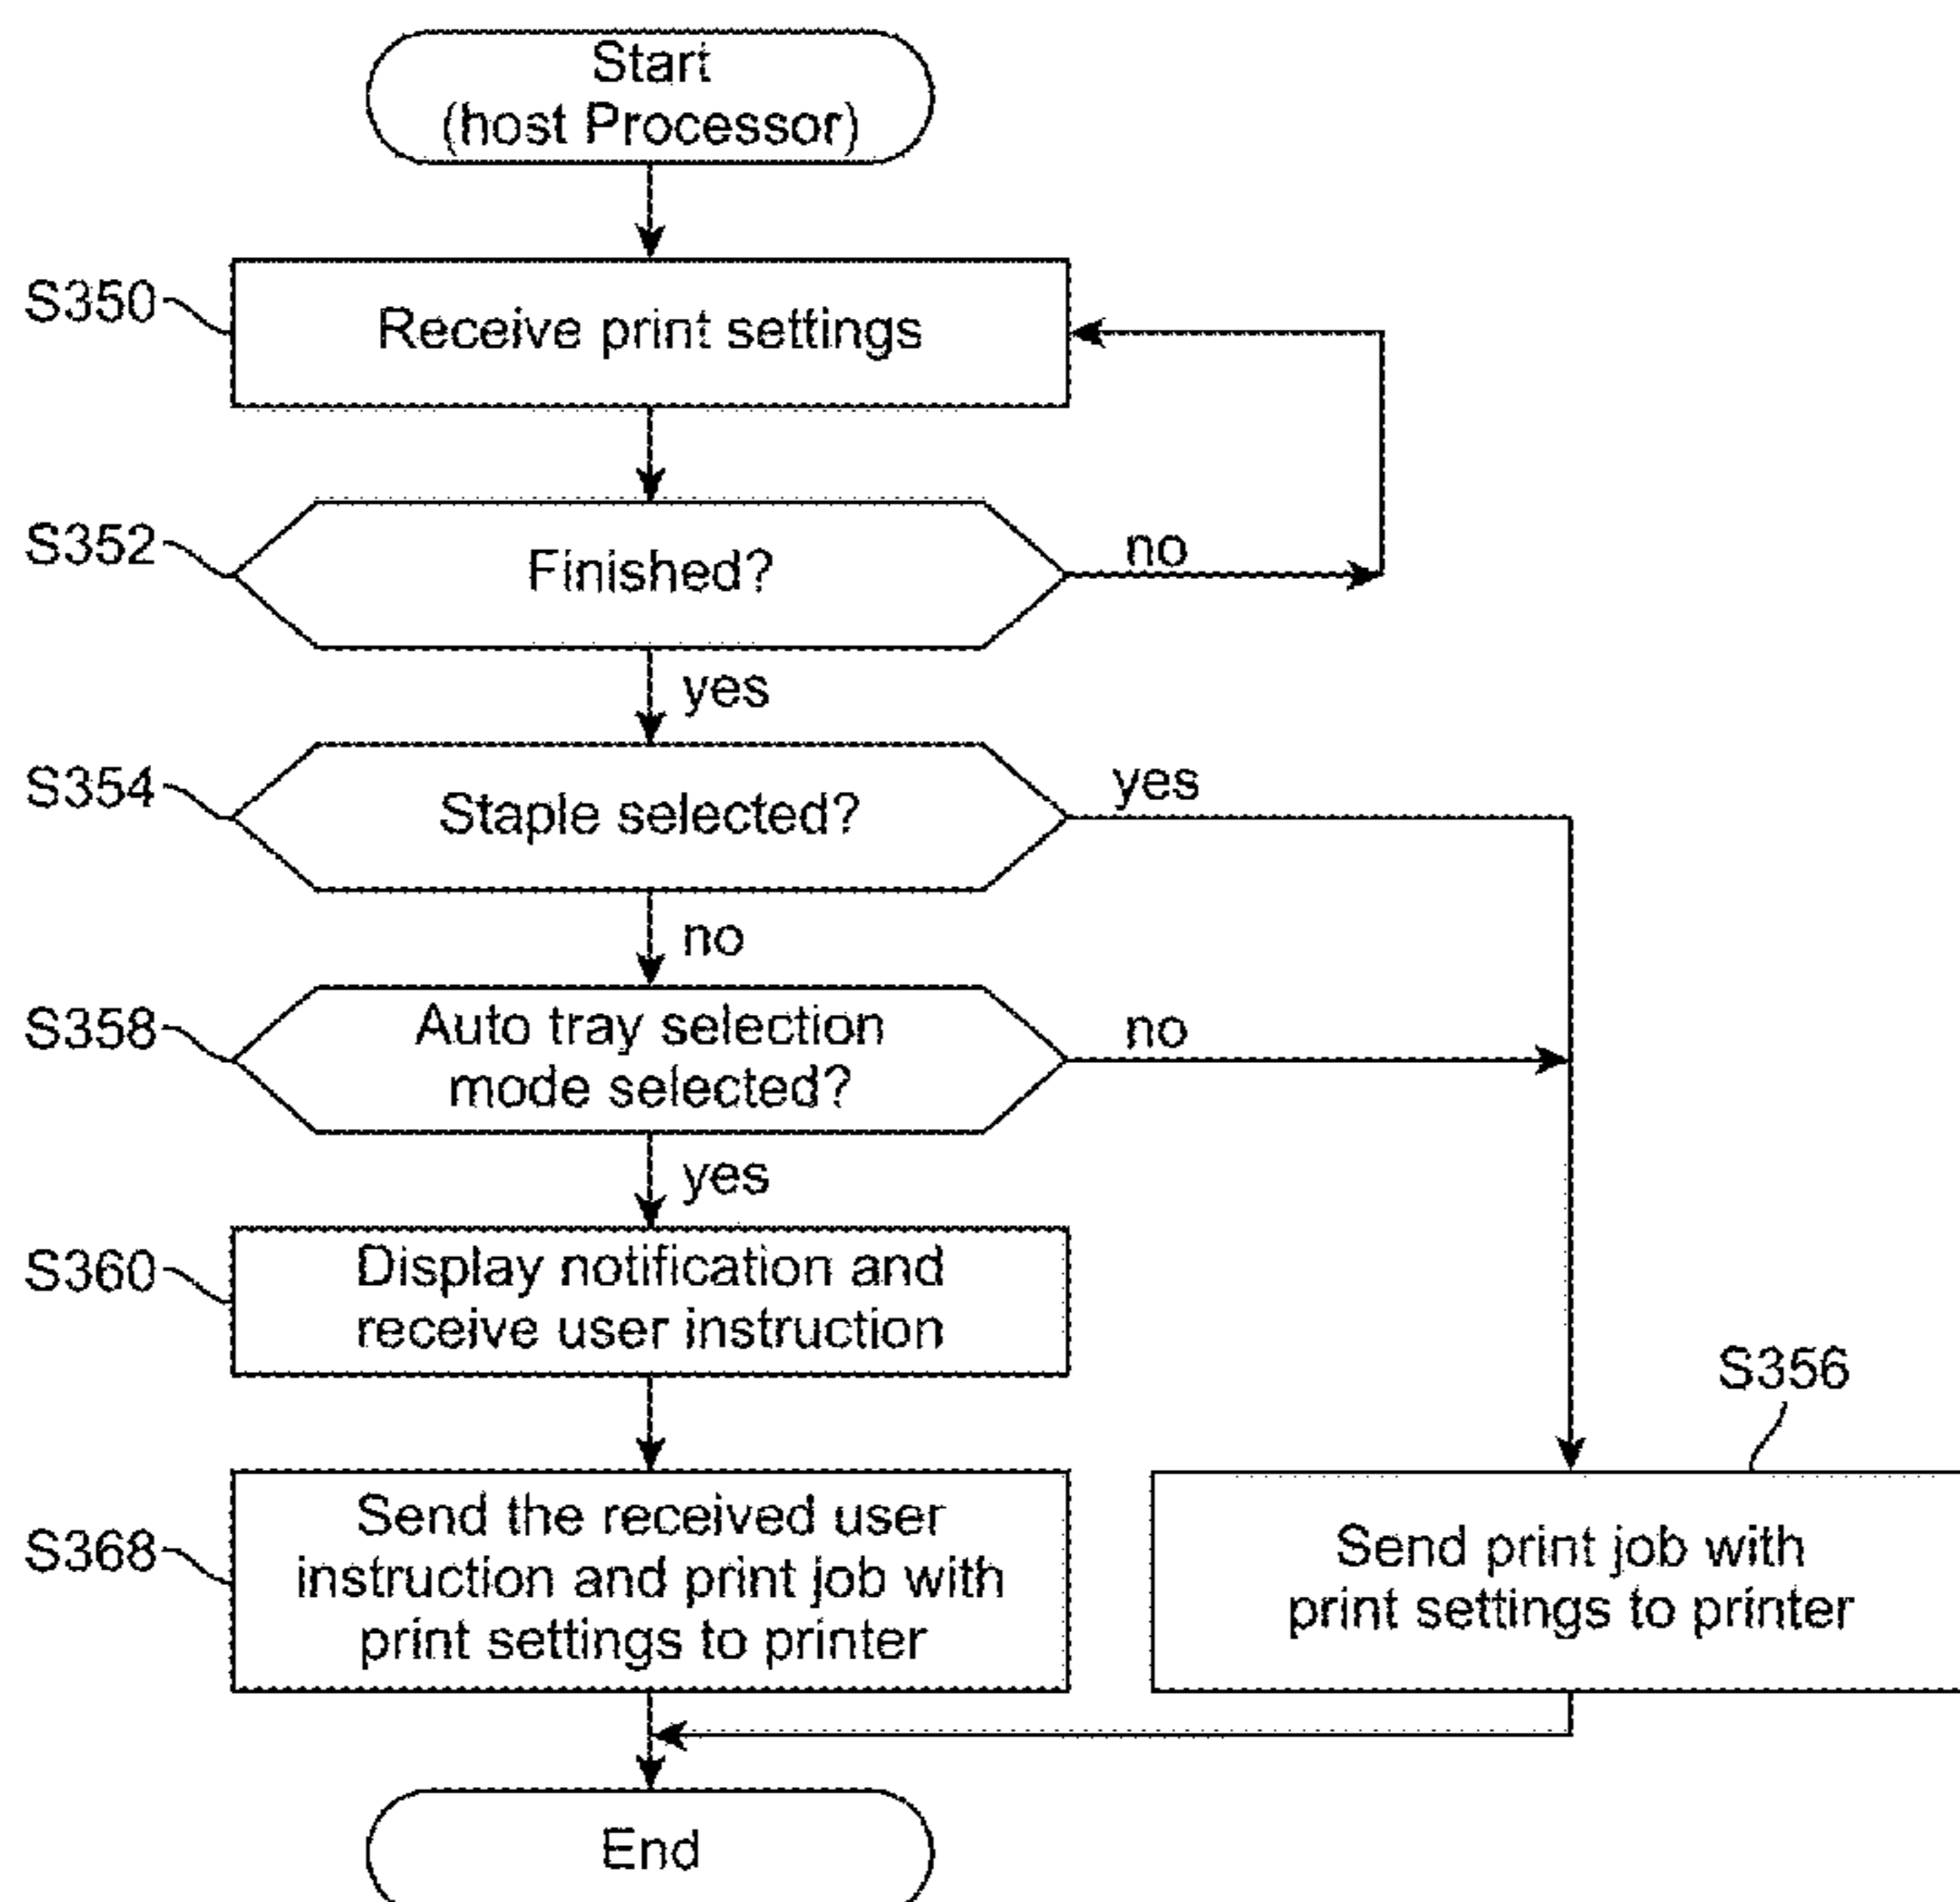 Start
(host Processor)
S350
Receive print settings
S352
Finished?
no
yes
S354
Staple selected?
yes
no
S358
Auto tray selection
mode selected?
no
yes
S360
Display notification and
receive user instruction
S356
S368
Send the received user
instruction and print job with
print settings to printer
Send print job with
print settings to printer
End